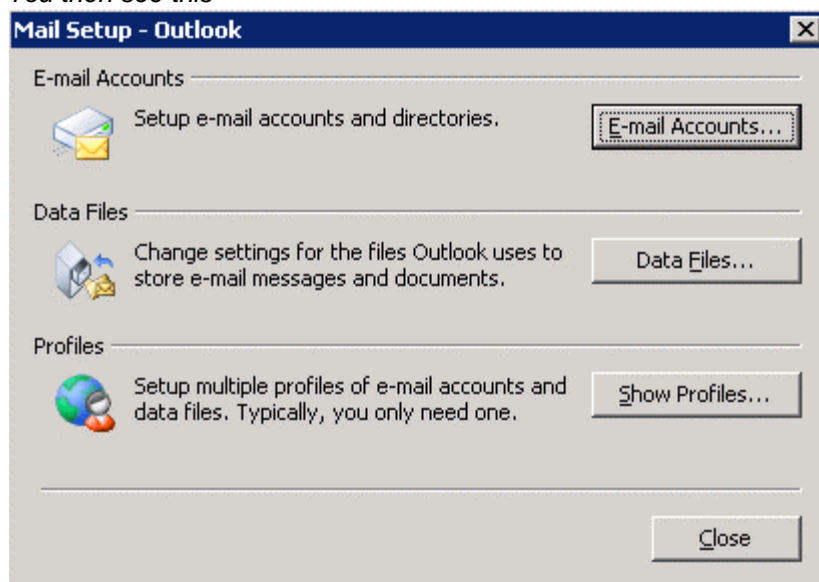 Mail Setup - Outlook
E-mail Accounts
Setup e-mail accounts and directories.
E-mail Accounts...
Data Files
Change settings for the files Outlook uses to
store e-mail messages and documents.
Data Files...
Profiles
Setup multiple profiles of e-mail accounts and
data files. Typically, you only need one.
Show Profiles...
Close